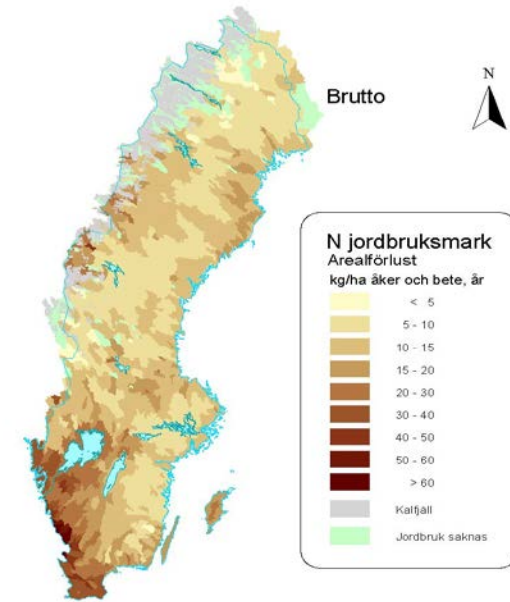 Brutto
N
N jordbruksmark
Arealförlust
kg/ha åker och bete, år
< 5
5 - 10
10 - 15
15 - 20
20 - 30
30 - 40
40 - 50
50 - 60
> 60
Kalfjäll
Jordbruk saknas